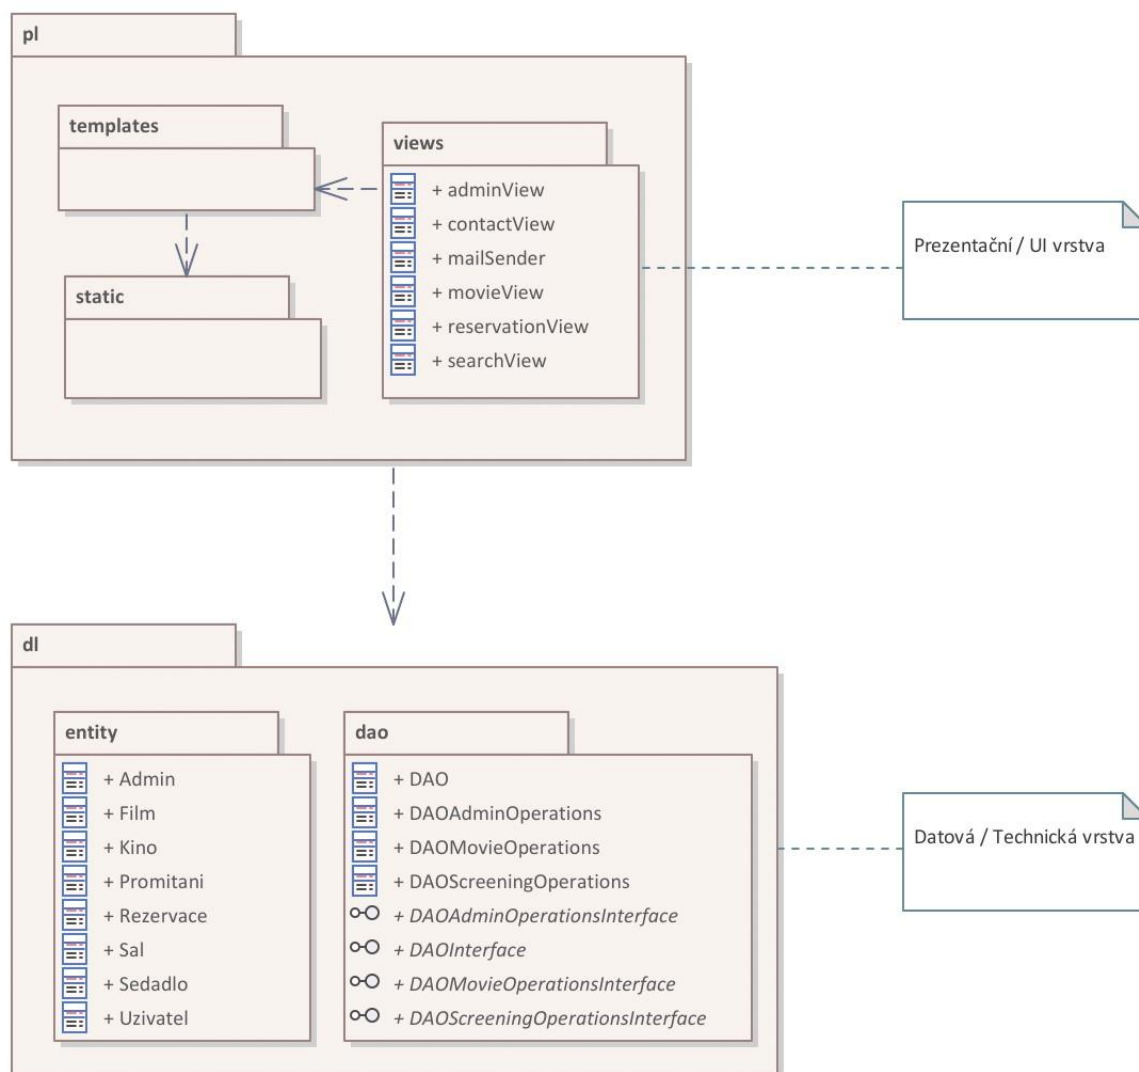 pl
templates
views
+ adminView
+ contactView
+ mailSender
+ movieView
+ reservationView
+ searchView
static
Prezentační / UI vrstva
dl
entity
+ Admin
+ Film
+ Kino
+ Promitani
+ Rezervace
+ Sal
+ Sedadlo
+ Uzivatel
dao
+ DAO
+ DAOAdminOperations
+ DAOMovieOperations
+ DAOScreeningOperations
+ DAOAdminOperationsInterface
+ DAOInterface
+ DAOMovieOperationsInterface
+ DAOScreeningOperationsInterface
Datová / Technická vrstva